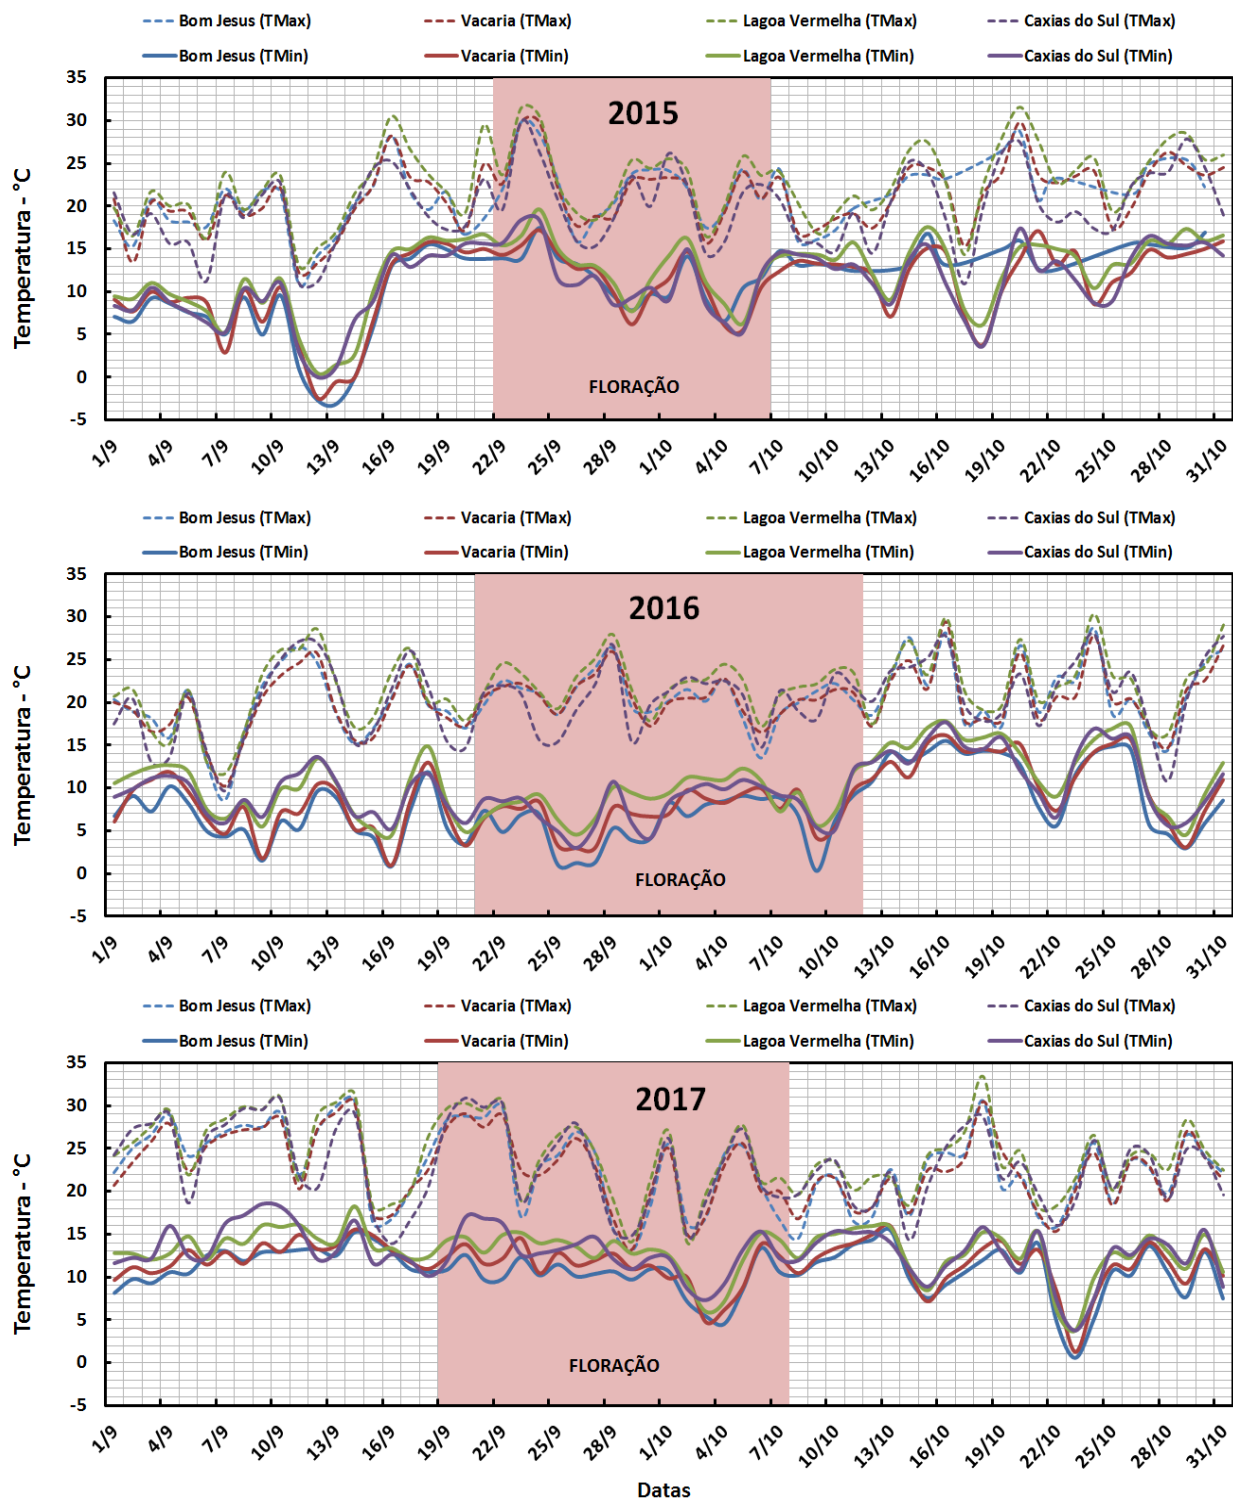 Bom Jesus (TMax) Vacaria (TMax) Lagoa Vermelha (TMax) Caxias do Sul (TMax)
Bom Jesus (TMin) Vacaria (TMin) Lagoa Vermelha (TMin) Caxias do Sul (TMin)
Temperatura - °C
35
30
25
20
15
10
5
0
-5
2015
FLORAÇÃO
1/9 4/9 7/9 10/9 13/9 16/9 19/9 22/9 25/9 28/9 1/10 4/10 7/10 10/10 13/10 16/10 19/10 22/10 25/10 28/10 31/10
Bom Jesus (TMax) Vacaria (TMax) Lagoa Vermelha (TMax) Caxias do Sul (TMax)
Bom Jesus (TMin) Vacaria (TMin) Lagoa Vermelha (TMin) Caxias do Sul (TMin)
Temperatura - °C
35
30
25
20
15
10
5
0
-5
2016
FLORAÇÃO
1/9 4/9 7/9 10/9 13/9 16/9 19/9 22/9 25/9 28/9 1/10 4/10 7/10 10/10 13/10 16/10 19/10 22/10 25/10 28/10 31/10
Bom Jesus (TMax) Vacaria (TMax) Lagoa Vermelha (TMax) Caxias do Sul (TMax)
Bom Jesus (TMin) Vacaria (TMin) Lagoa Vermelha (TMin) Caxias do Sul (TMin)
Temperatura - °C
35
30
25
20
15
10
5
0
-5
2017
FLORAÇÃO
1/9 4/9 7/9 10/9 13/9 16/9 19/9 22/9 25/9 28/9 1/10 4/10 7/10 10/10 13/10 16/10 19/10 22/10 25/10 28/10 31/10
Datas